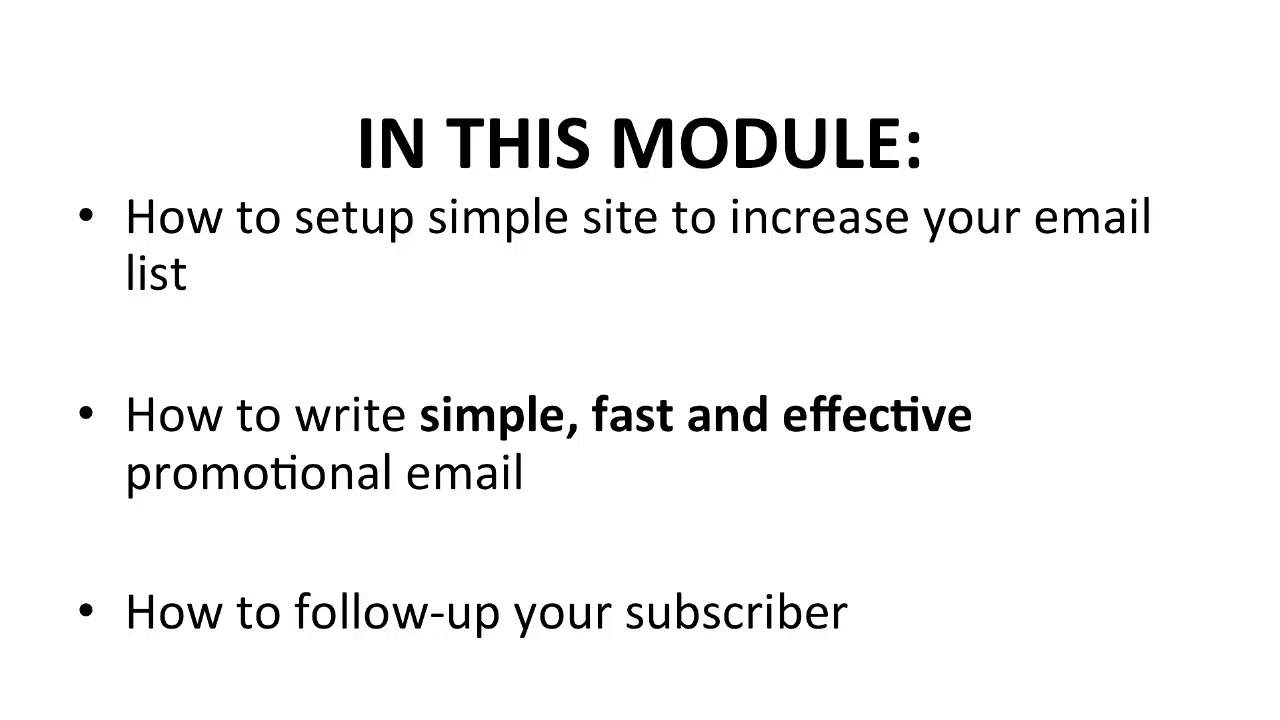 IN THIS MODULE:
• How to setup simple site to increase your email
list
• How to write simple, fast and effective
promotional email
• How to follow-up your subscriber